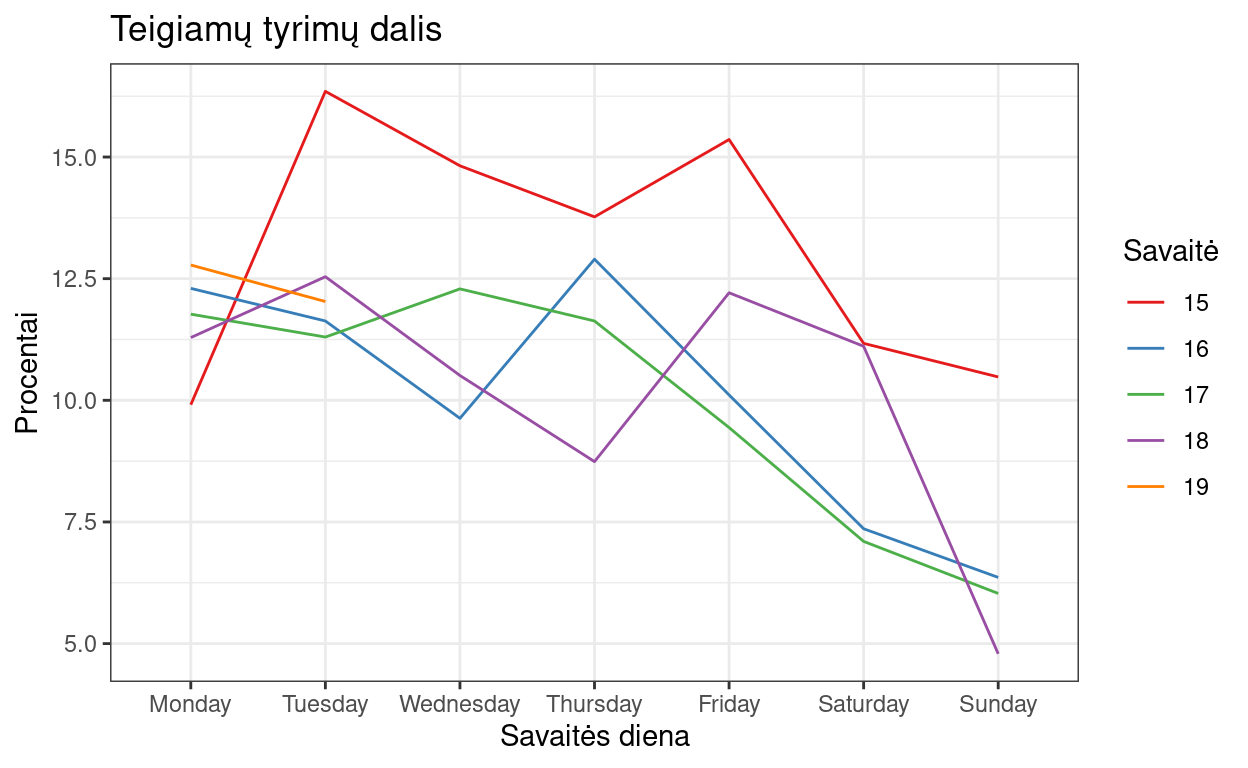 Teigiamų tyrimų dalis
Procentai
15.0
12.5
10.0
7.5
5.0
Monday Tuesday Wednesday Thursday Friday Saturday Sunday
Savaitės diena
Savaitė
15
16
17
18
19